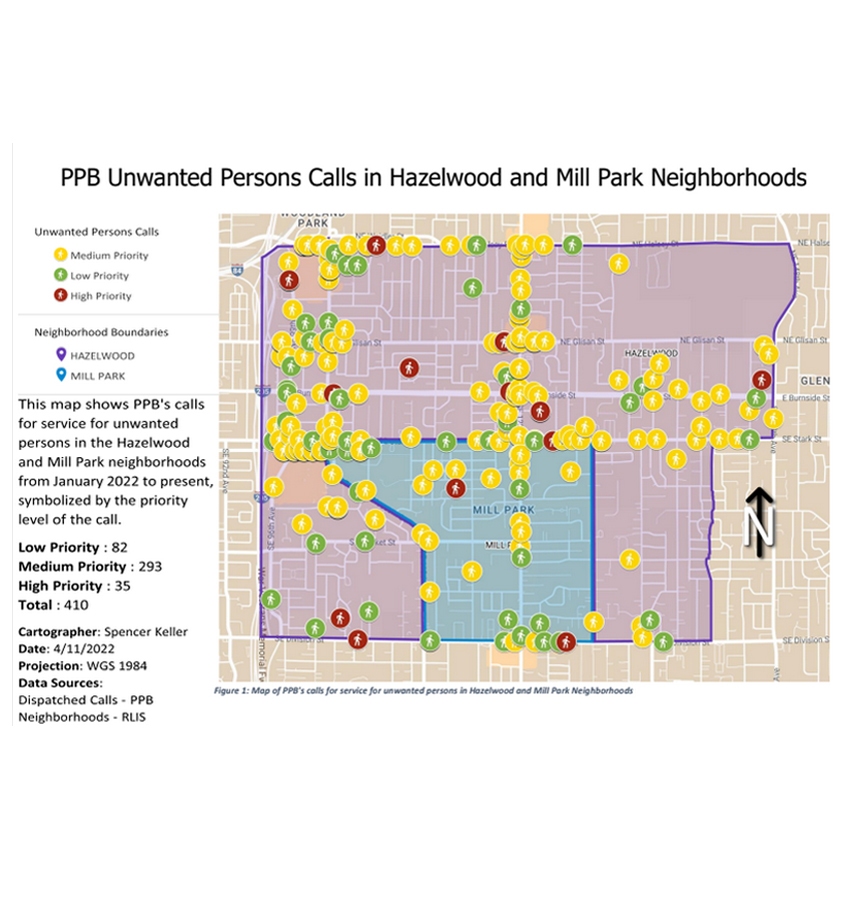 PPB Unwanted Persons Calls in Hazelwood and Mill Park Neighborhoods
Unwanted Persons Calls
Medium Priority
Low Priority
High Priority
Neighborhood Boundaries
HAZELWOOD
MILL PARK
This map shows PPB's calls
for service for unwanted
persons in the Hazelwood
and Mill Park neighborhoods
from January 2022 to present,
symbolized by the priority
level of the call.
Low Priority : 82
Medium Priority : 293
High Priority : 35
Total : 410
Cartographer: Spencer Keller
Date: 4/11/2022
Projection: WGS 1984
Data Sources:
Dispatched Calls - PPB
Neighborhoods - RLIS
WOODLAND
PARK
NE Halsey St
NE Halse
84
NE Glisan St
NE Glisan St
NE Glisan St
HAZELWOOD
GLEN
E Burnside St
SE Stark St
SE 92nd Ave
MILL PARK
N
SE Division St
SE Division S
Figure 1: Map of PPB's calls for service for unwanted persons in Hazelwood and Mill Park Neighborhoods